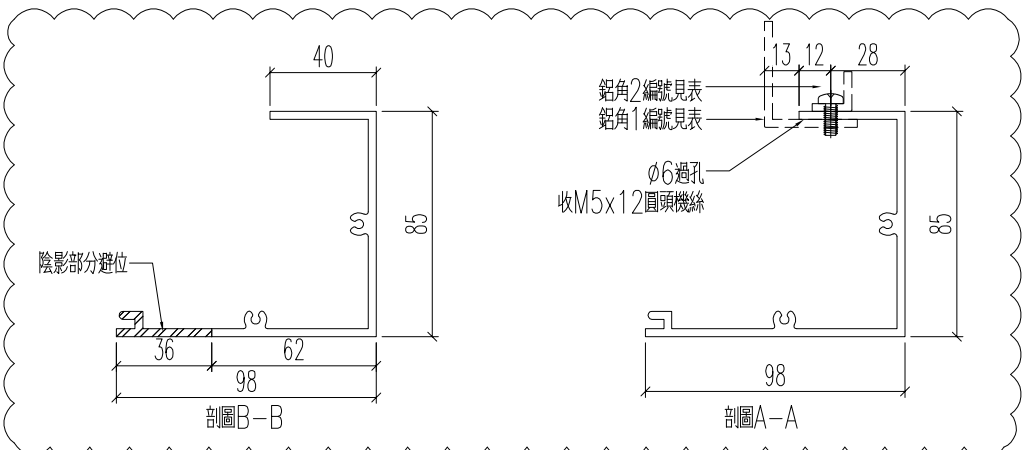 40
85
陰影部分避位
36
62
98
剖圖B-B
13
12
28
鋁角2編號見表
鋁角1編號見表
φ6過孔
收M5x12圓頭機絲
85
98
剖圖A-A